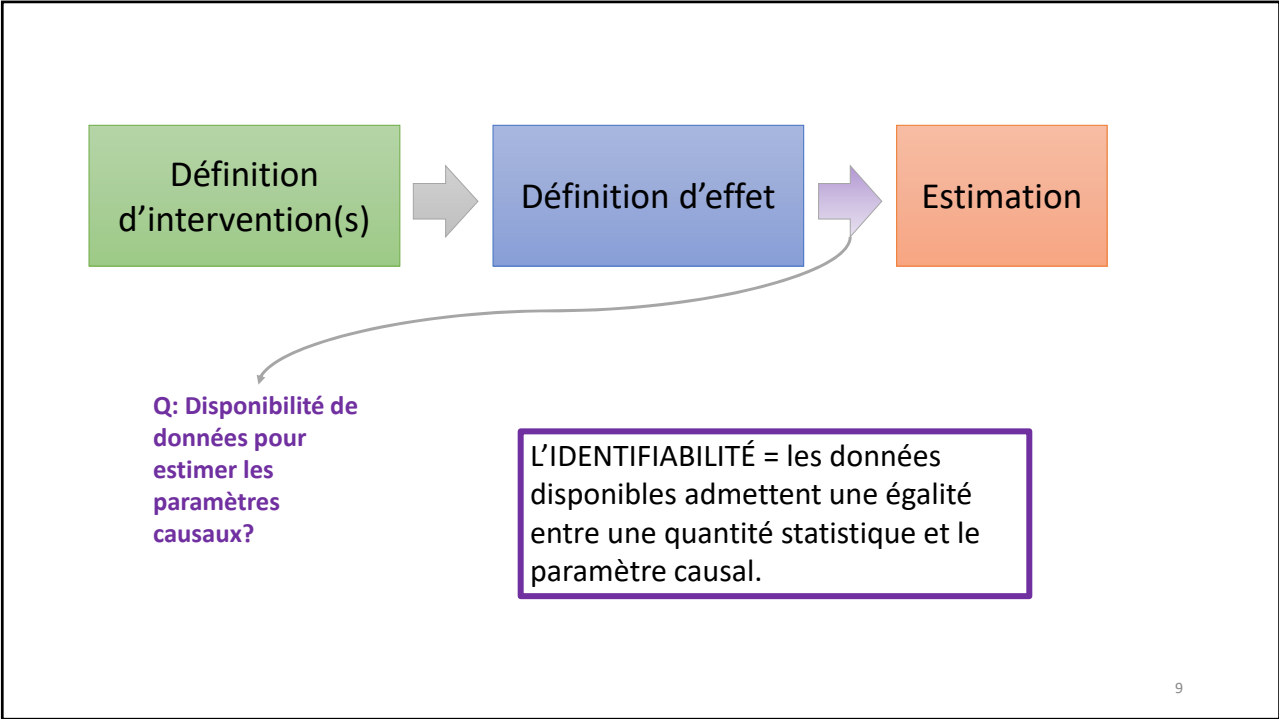 Définition
d’intervention(s)
Définition d’effet
Estimation
Q: Disponibilité de
données pour
estimer les
paramètres
causaux?
L’IDENTIFIABILITÉ = les données
disponibles admettent une égalité
entre une quantité statistique et le
paramètre causal.
9